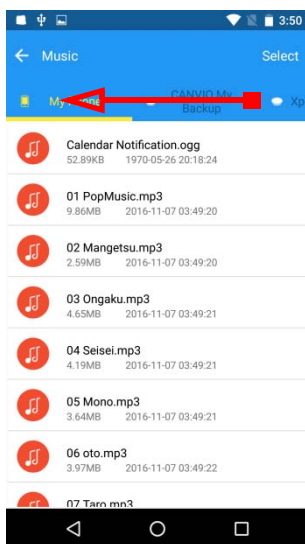 3:50
Music
Select
My Phone
CANVIO My
Backup
Xp
Calendar Notification.ogg
52.89KB 1970-05-26 20:18:24
01 PopMusic.mp3
9.86MB 2016-11-07 03:49:20
02 Mangetsu.mp3
2.59MB 2016-11-07 03:49:20
03 Ongaku.mp3
4.65MB 2016-11-07 03:49:21
04 Seisei.mp3
4.19MB 2016-11-07 03:49:21
05 Mono.mp3
3.64MB 2016-11-07 03:49:21
06 oto.mp3
3.97MB 2016-11-07 03:49:22
07 Taro.mp3